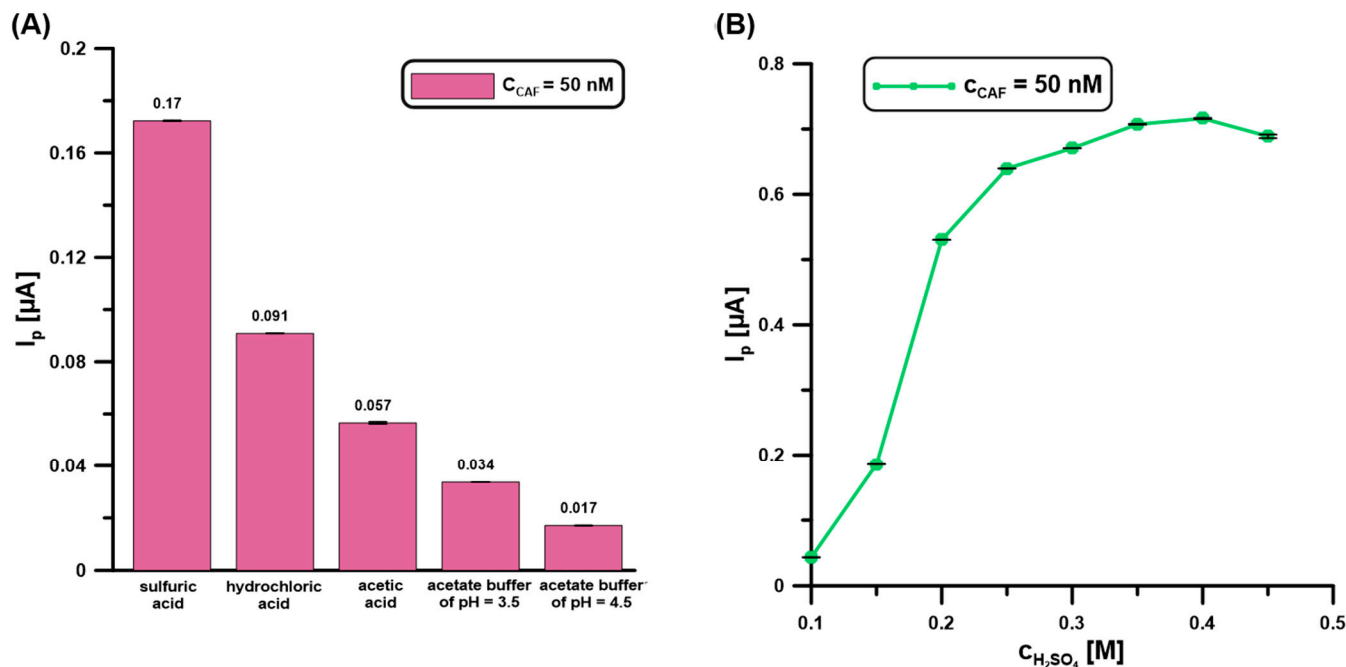 (A)
0.2
0.16
0.12
0.08
0.04
0
Iₚ [µA]
C_CAF = 50 nM
0.17
0.091
0.057
0.034
0.017
sulfuric
acid
hydrochloric
acid
acetic
acid
acetate buffer
of pH = 3.5
acetate buffer
of pH = 4.5
(B)
0.8
0.6
0.4
0.2
0
Iₚ [µA]
c_CAF = 50 nM
0.1
0.2
0.3
0.4
0.5
c_H₂SO₄ [M]